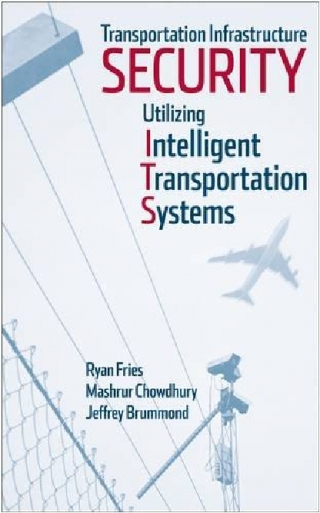 Transportation Infrastructure
SECURITY
Utilizing
Intelligent
Transportation
Systems
Ryan Fries
Mashrur Chowdhury
Jeffrey Brummond